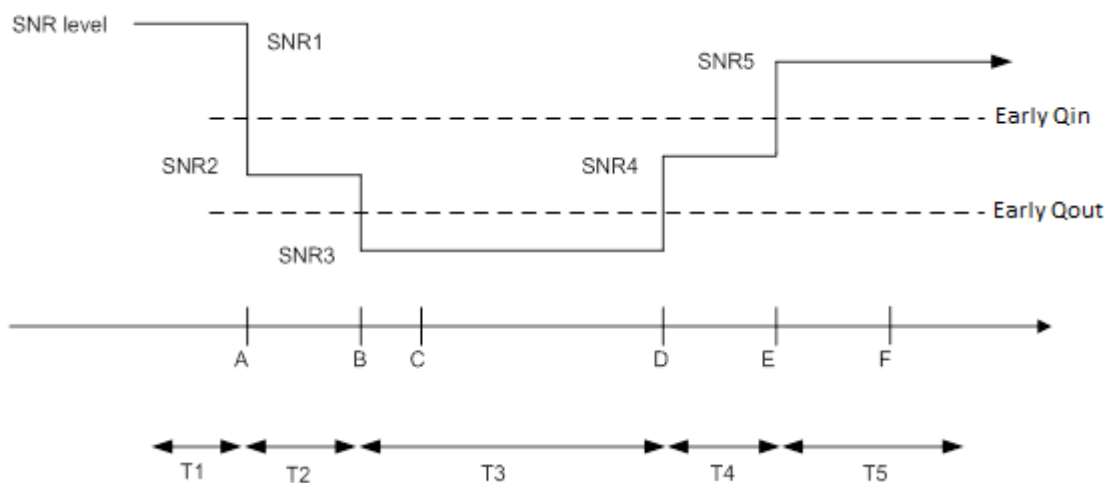 SNR level
SNR1
SNR5
Early Qin
SNR2
SNR4
Early Qout
SNR3
A B C D E F
T1 T2 T3 T4 T5